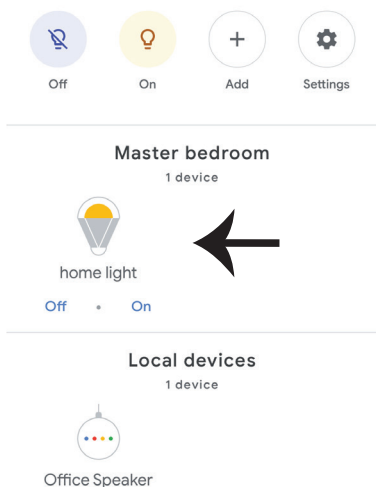 Off On Add Settings
Master bedroom
1 device
home light
Off • On
Local devices
1 device
Office Speaker